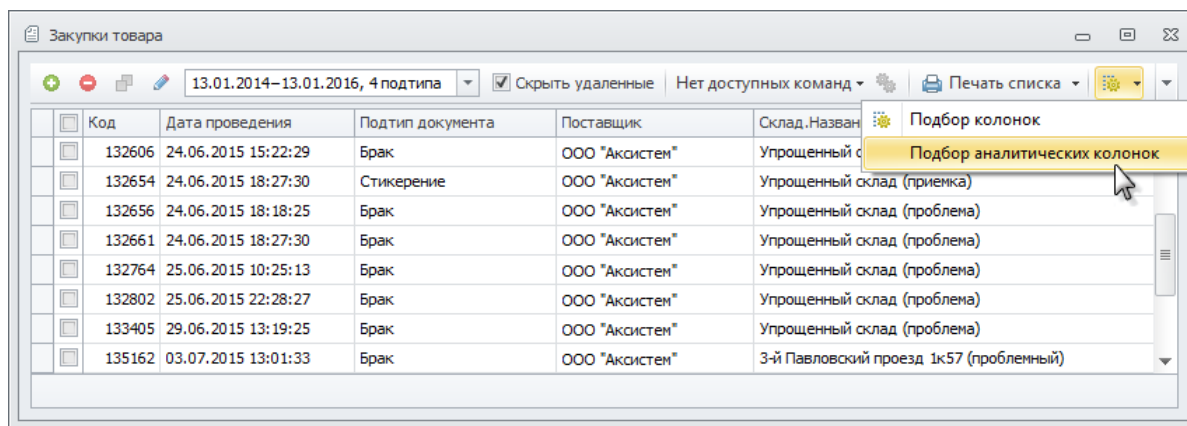 Закупки товара
13.01.2014–13.01.2016, 4 подтипа Скрыть удаленные Нет доступных команд Печать списка
Код Дата проведения Подтип документа Поставщик Склад.Назван
Подбор колонок
Подбор аналитических колонок
132606 24.06.2015 15:22:29 Брак ООО "Аксистем" Упрощенный с
132654 24.06.2015 18:27:30 Стикерение ООО "Аксистем" Упрощенный склад (приемка)
132656 24.06.2015 18:18:25 Брак ООО "Аксистем" Упрощенный склад (проблема)
132661 24.06.2015 18:27:30 Брак ООО "Аксистем" Упрощенный склад (проблема)
132764 25.06.2015 10:25:13 Брак ООО "Аксистем" Упрощенный склад (проблема)
132802 25.06.2015 22:28:27 Брак ООО "Аксистем" Упрощенный склад (проблема)
133405 29.06.2015 13:19:25 Брак ООО "Аксистем" Упрощенный склад (проблема)
135162 03.07.2015 13:01:33 Брак ООО "Аксистем" 3-й Павловский проезд 1к57 (проблемный)